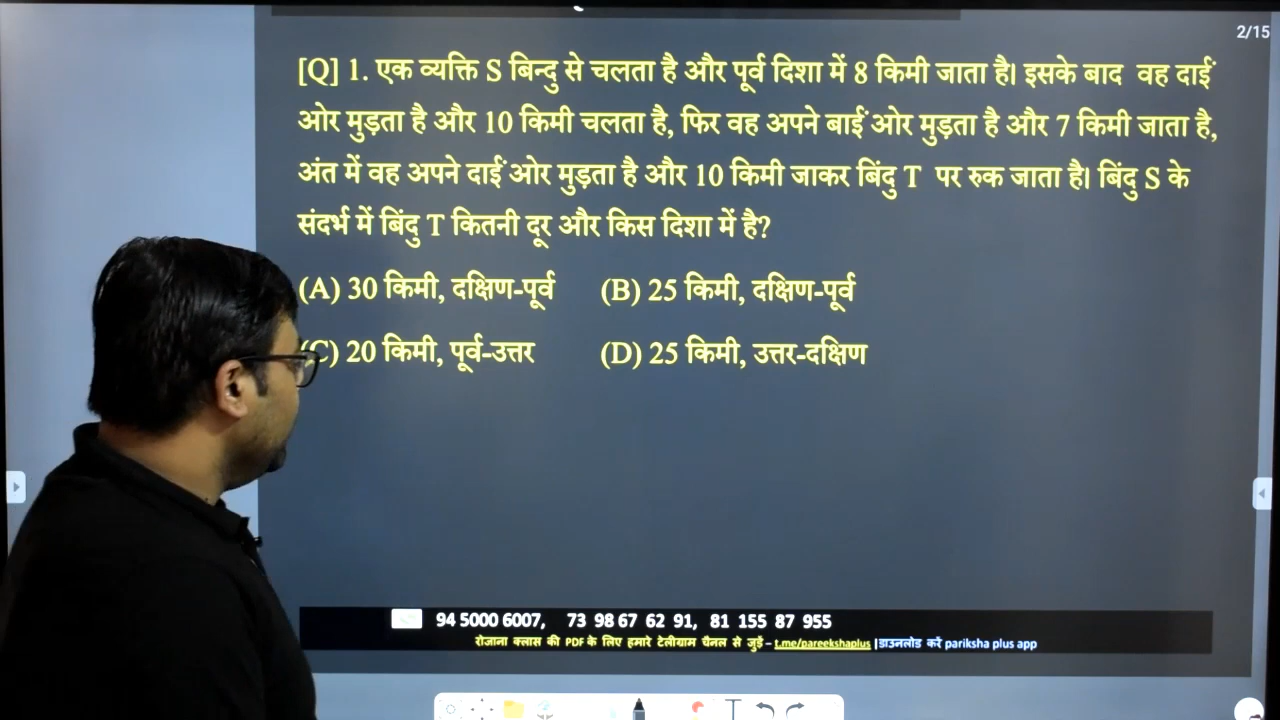 2/15
[Q] 1. एक व्यक्ति S बिन्दु से चलता है और पूर्व दिशा में 8 किमी जाता है। इसके बाद वह दाईं
ओर मुड़ता है और 10 किमी चलता है, फिर वह अपने बाईं ओर मुड़ता है और 7 किमी जाता है,
अंत में वह अपने दाईं ओर मुड़ता है और 10 किमी जाकर बिंदु T पर रुक जाता है। बिंदु S के
संदर्भ में बिंदु T कितनी दूर और किस दिशा में है?
(A) 30 किमी, दक्षिण-पूर्व (B) 25 किमी, दक्षिण-पूर्व
(C) 20 किमी, पूर्व-उत्तर (D) 25 किमी, उत्तर-दक्षिण
94 5000 6007, 73 98 67 62 91, 81 155 87 955
रोजाना क्लास की PDF के लिए हमारे टेलीग्राम चैनल से जुड़ें – t.me/pareekshaplus |डाउनलोड करें pariksha plus app